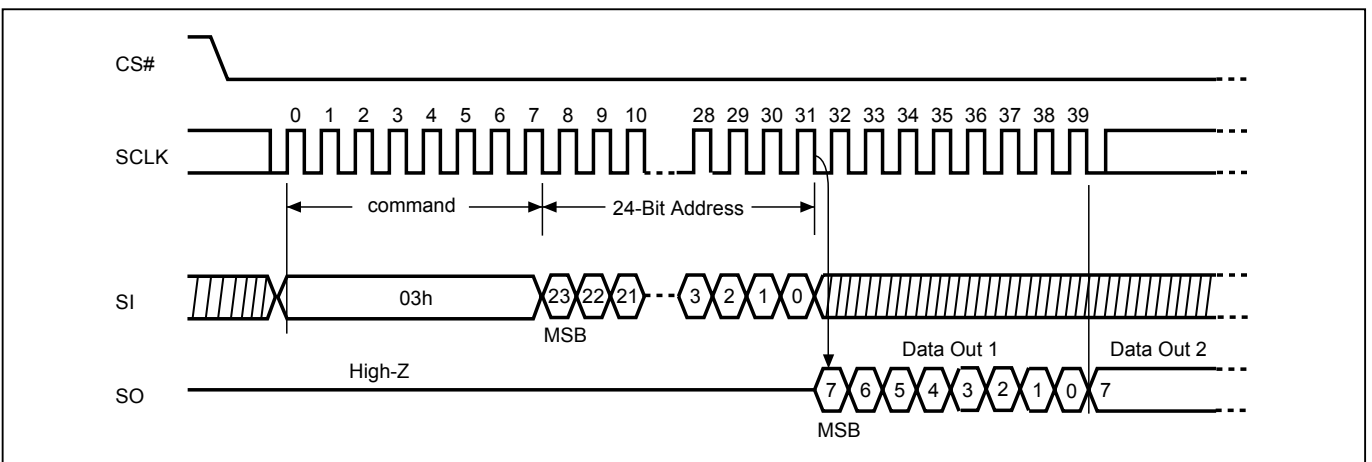 CS#
0 1 2 3 4 5 6 7 8 9 10 28 29 30 31 32 33 34 35 36 37 38 39
SCLK
command 24-Bit Address
SI 03h 23 22 21 3 2 1 0
MSB
Data Out 1 Data Out 2
High-Z
SO 7 6 5 4 3 2 1 0 7
MSB